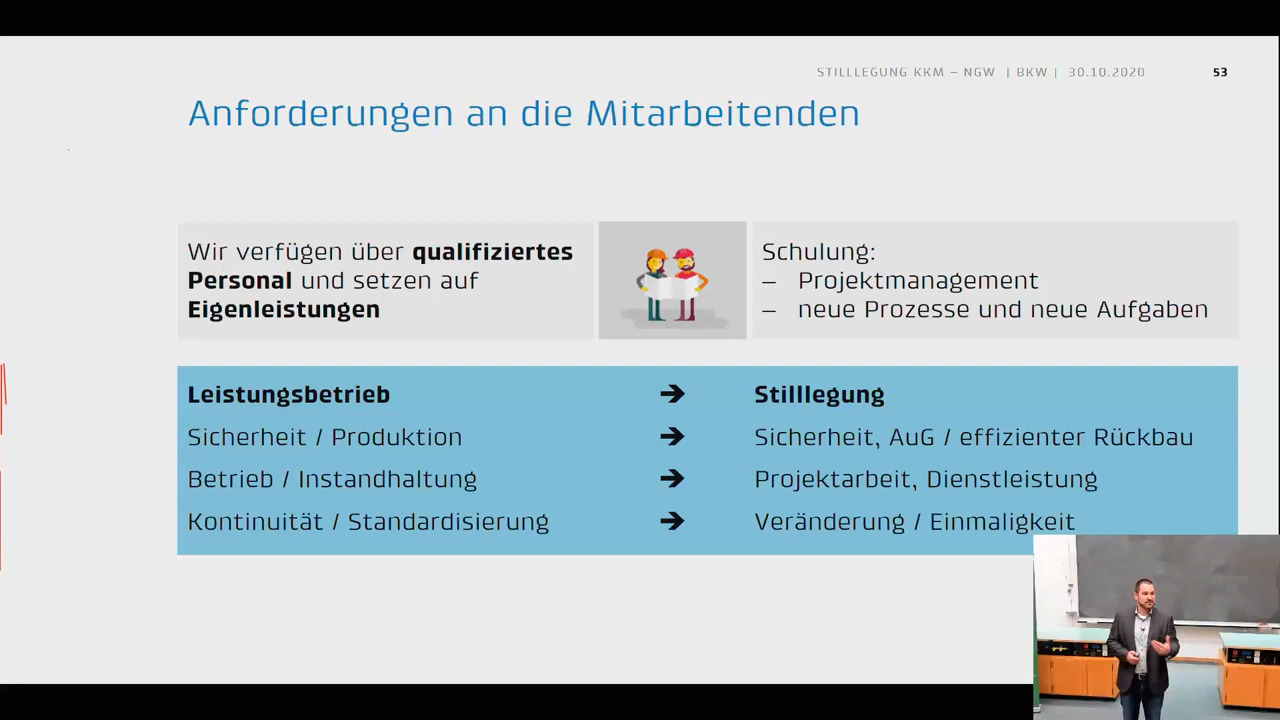 STILLLEGUNG KKM – NGW | BKW | 30.10.2020 53
Anforderungen an die Mitarbeitenden
Wir verfügen über qualifiziertes
Personal und setzen auf
Eigenleistungen
Schulung:
– Projektmanagement
– neue Prozesse und neue Aufgaben
Leistungsbetrieb → Stilllegung
Sicherheit / Produktion → Sicherheit, AuG / effizienter Rückbau
Betrieb / Instandhaltung → Projektarbeit, Dienstleistung
Kontinuität / Standardisierung → Veränderung / Einmaligkeit